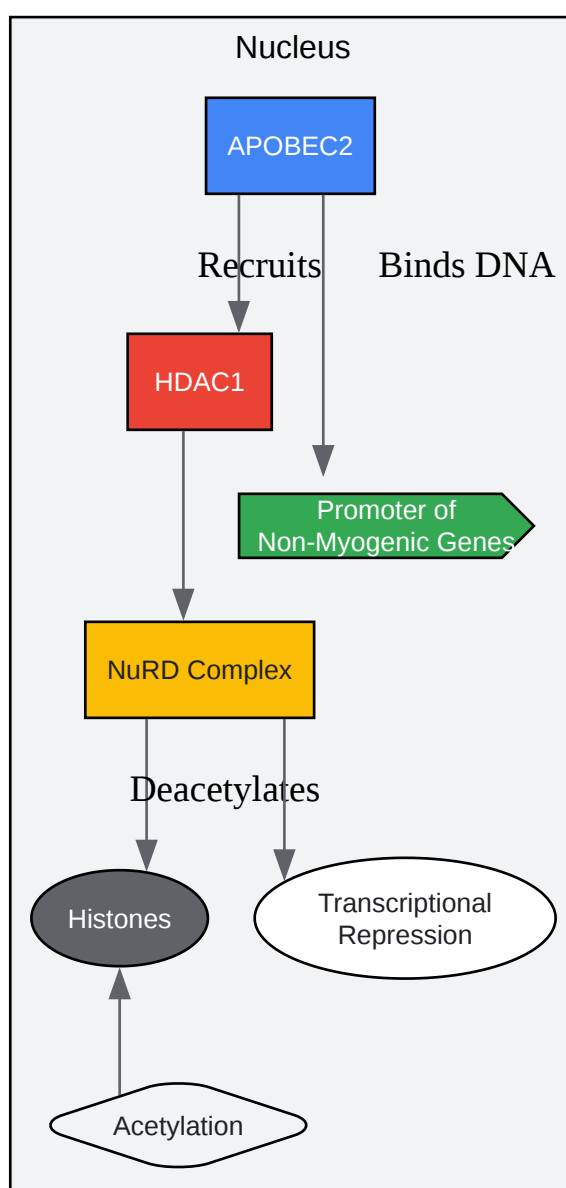 Nucleus
APOBEC2
Recruits
Binds DNA
HDAC1
Promoter of
Non-Myogenic Genes
NuRD Complex
Deacetylates
Histones
Transcriptional
Repression
Acetylation